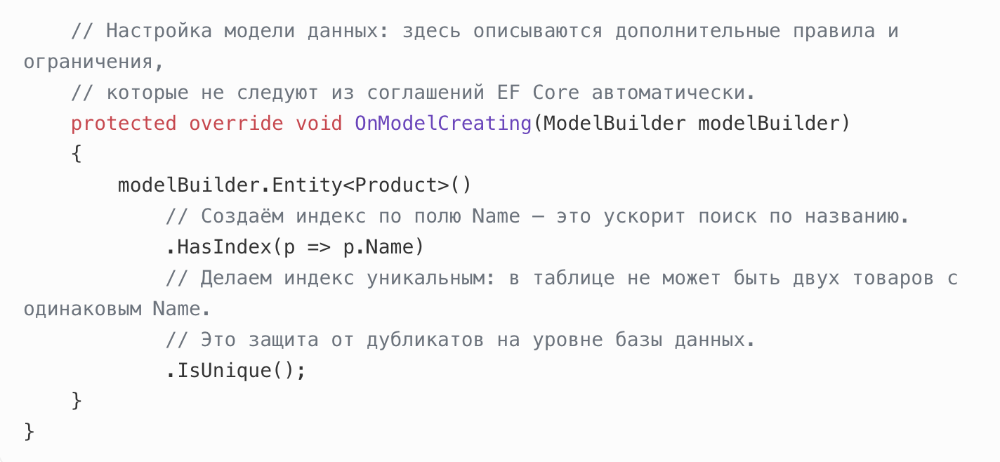 // Настройка модели данных: здесь описываются дополнительные правила и
ограничения,
// которые не следуют из соглашений EF Core автоматически.
protected override void OnModelCreating(ModelBuilder modelBuilder)
{
modelBuilder.Entity<Product>()
// Создаём индекс по полю Name — это ускорит поиск по названию.
.HasIndex(p => p.Name)
// Делаем индекс уникальным: в таблице не может быть двух товаров с
одинаковым Name.
// Это защита от дубликатов на уровне базы данных.
.IsUnique();
}
}